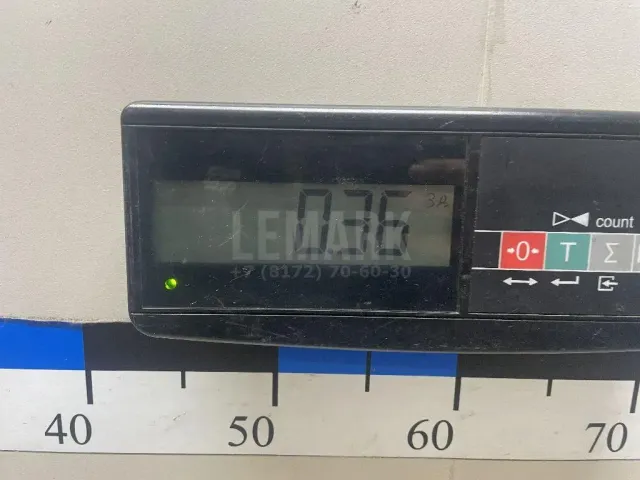 0.36
LEMARK
+7 (8172) 70-60-30
count
→0← T Σ
40 50 60 70